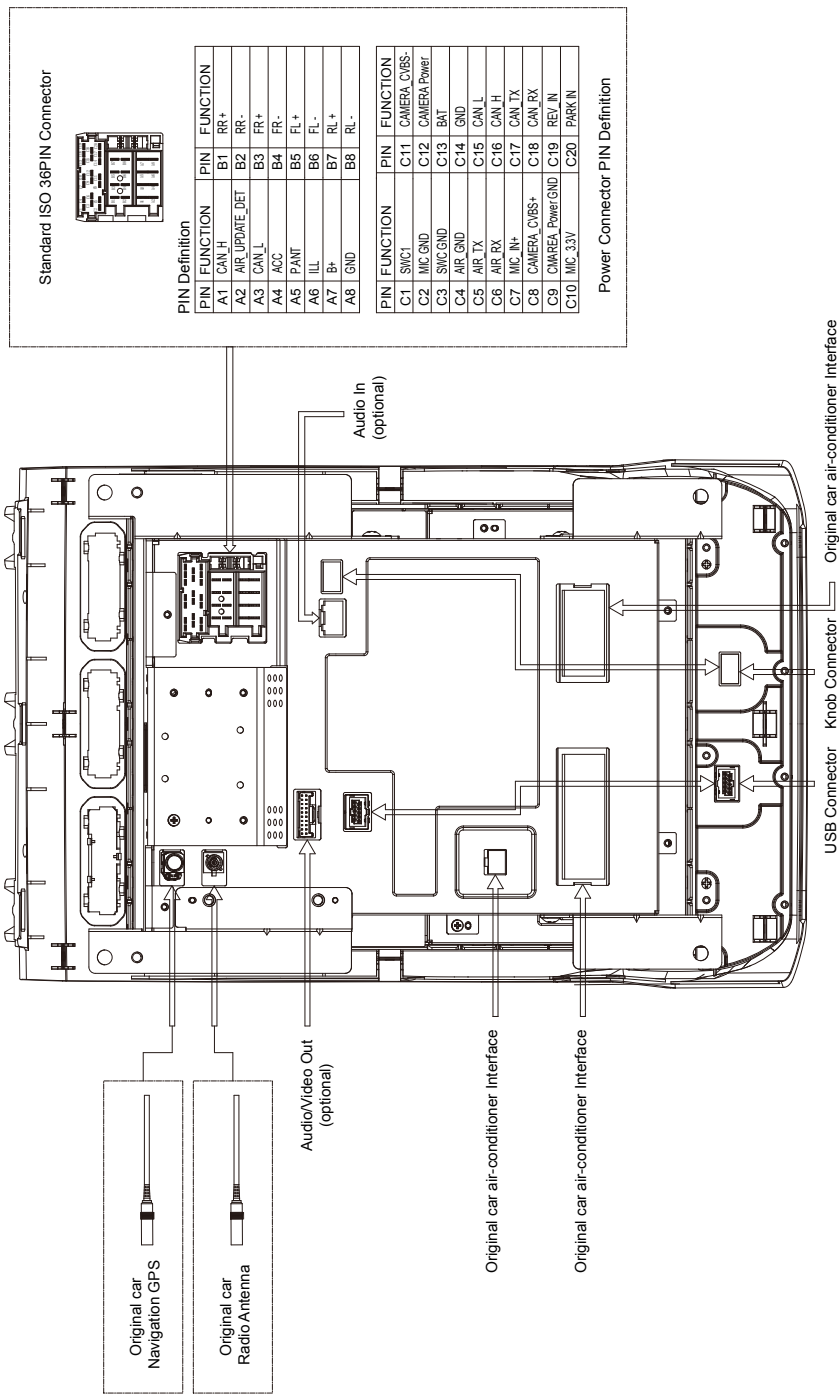 Standard ISO 36PIN Connector
PIN Definition
PIN FUNCTION PIN FUNCTION
A1 CAN_H B1 RR+
A2 AIR_UPDATE_DET B2 RR-
A3 CAN_L B3 FR+
A4 ACC B4 FR-
A5 P.ANT B5 FL+
A6 ILL B6 FL-
A7 B+ B7 RL+
A8 GND B8 RL-
PIN FUNCTION PIN FUNCTION
C1 SWC1 C11 CAMERA_CVBS-
C2 MIC GND C12 CAMERA Power
C3 SWC GND C13 BAT
C4 AIR_GND C14 GND
C5 AIR_TX C15 CAN_L
C6 AIR_RX C16 CAN_H
C7 MIC_IN+ C17 CAN_TX
C8 CAMERA_CVBS+ C18 CAN_RX
C9 CMAREA_Power GND C19 REV_IN
C10 MIC_3.3V C20 PARK IN
Power Connector PIN Definition
Audio In
(optional)
Original car
Navigation GPS
Original car
Radio Antenna
Audio/Video Out
(optional)
Original car air-conditioner Interface
Original car air-conditioner Interface
USB Connector
Knob Connector
Original car air-conditioner Interface